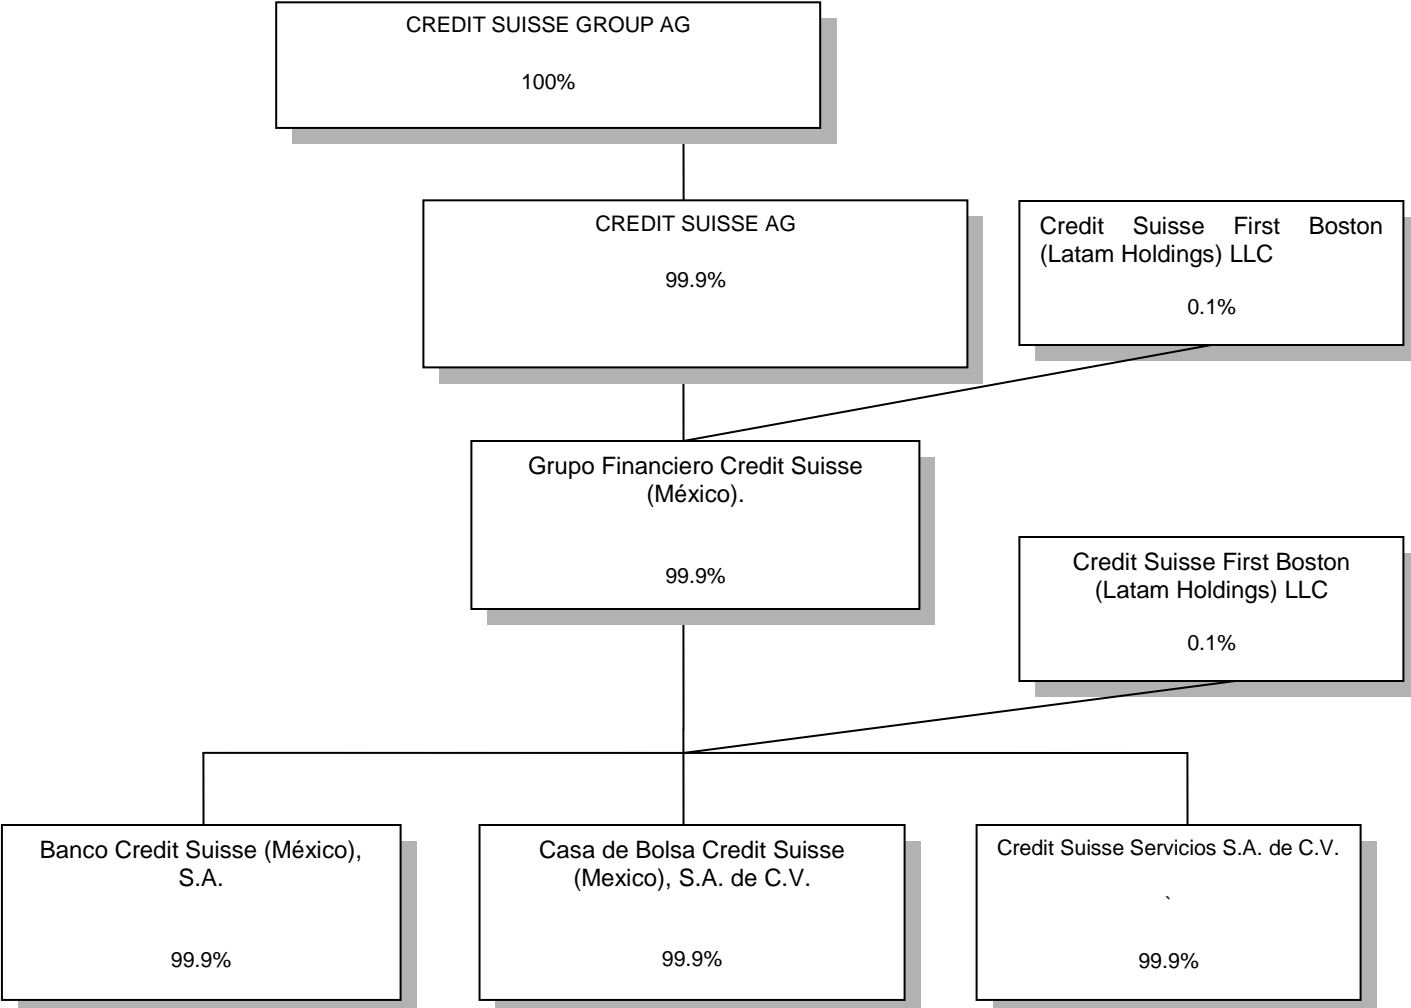 CREDIT SUISSE GROUP AG
100%
CREDIT SUISSE AG
99.9%
Credit Suisse First Boston
(Latam Holdings) LLC
0.1%
Grupo Financiero Credit Suisse
(México).
99.9%
Credit Suisse First Boston
(Latam Holdings) LLC
0.1%
Banco Credit Suisse (México),
S.A.
99.9%
Casa de Bolsa Credit Suisse
(Mexico), S.A. de C.V.
99.9%
Credit Suisse Servicios S.A. de C.V.
`
99.9%